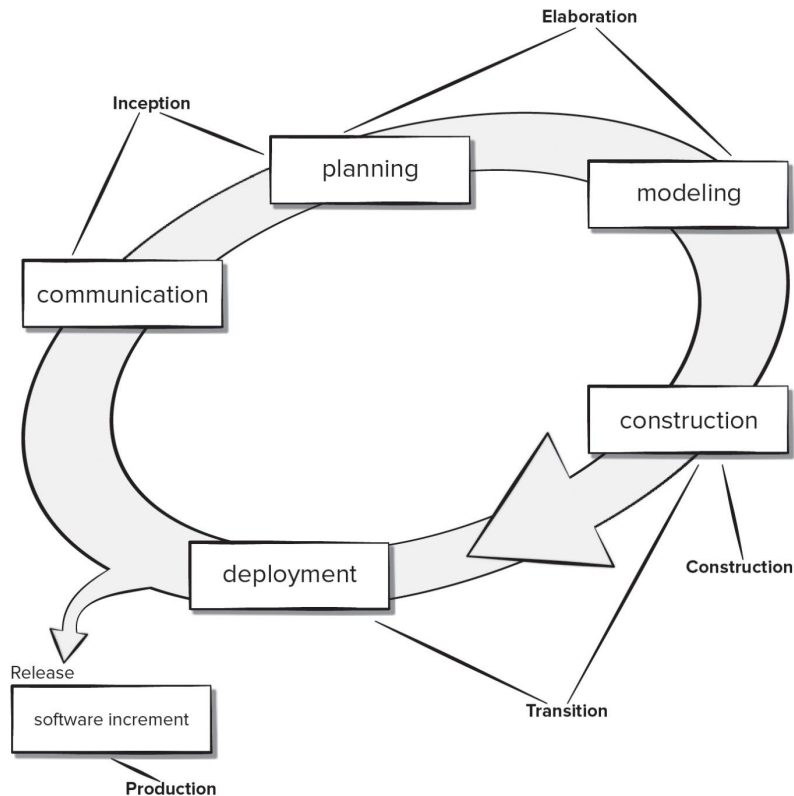 Elaboration
Inception
planning
modeling
communication
construction
deployment
Construction
Release
Transition
software increment
Production